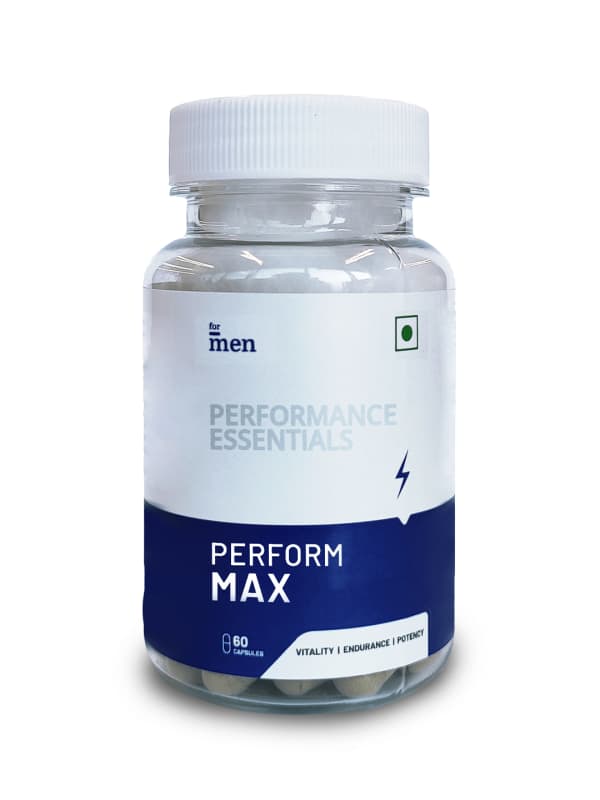 for
men
PERFORMANCE
ESSENTIALS
PERFORM
MAX
60
CAPSULES
VITALITY | ENDURANCE | POTENCY